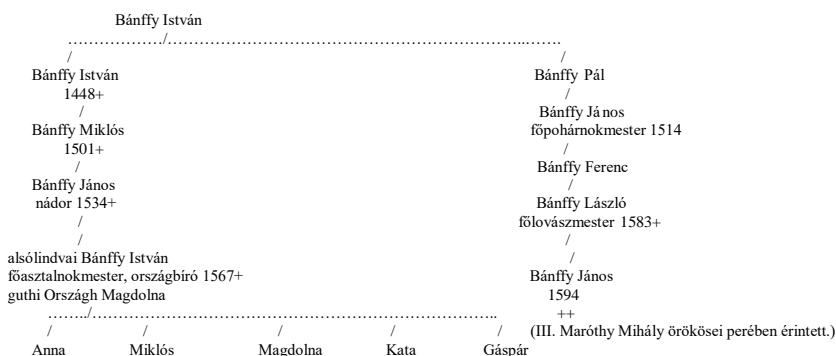 Bánffy István
………………/…………………………………………………………...…….
/ /
Bánffy István Bánffy Pál
1448+ /
/ Bánffy János
Bánffy Miklós főpohárnokmester 1514
1501+ /
/ Bánffy Ferenc
Bánffy János /
nádor 1534+ Bánffy László
/ főlovászmester 1583+
/ /
alsólindvai Bánffy István /
főasztalnokmester, országbíró 1567+ Bánffy János
guthi Országh Magdolna 1594
……../………………………………………………………………….. ++
/ / / / / (III. Maróthy Mihály örökösei perében érintett.)
Anna Miklós Magdolna Kata Gáspár